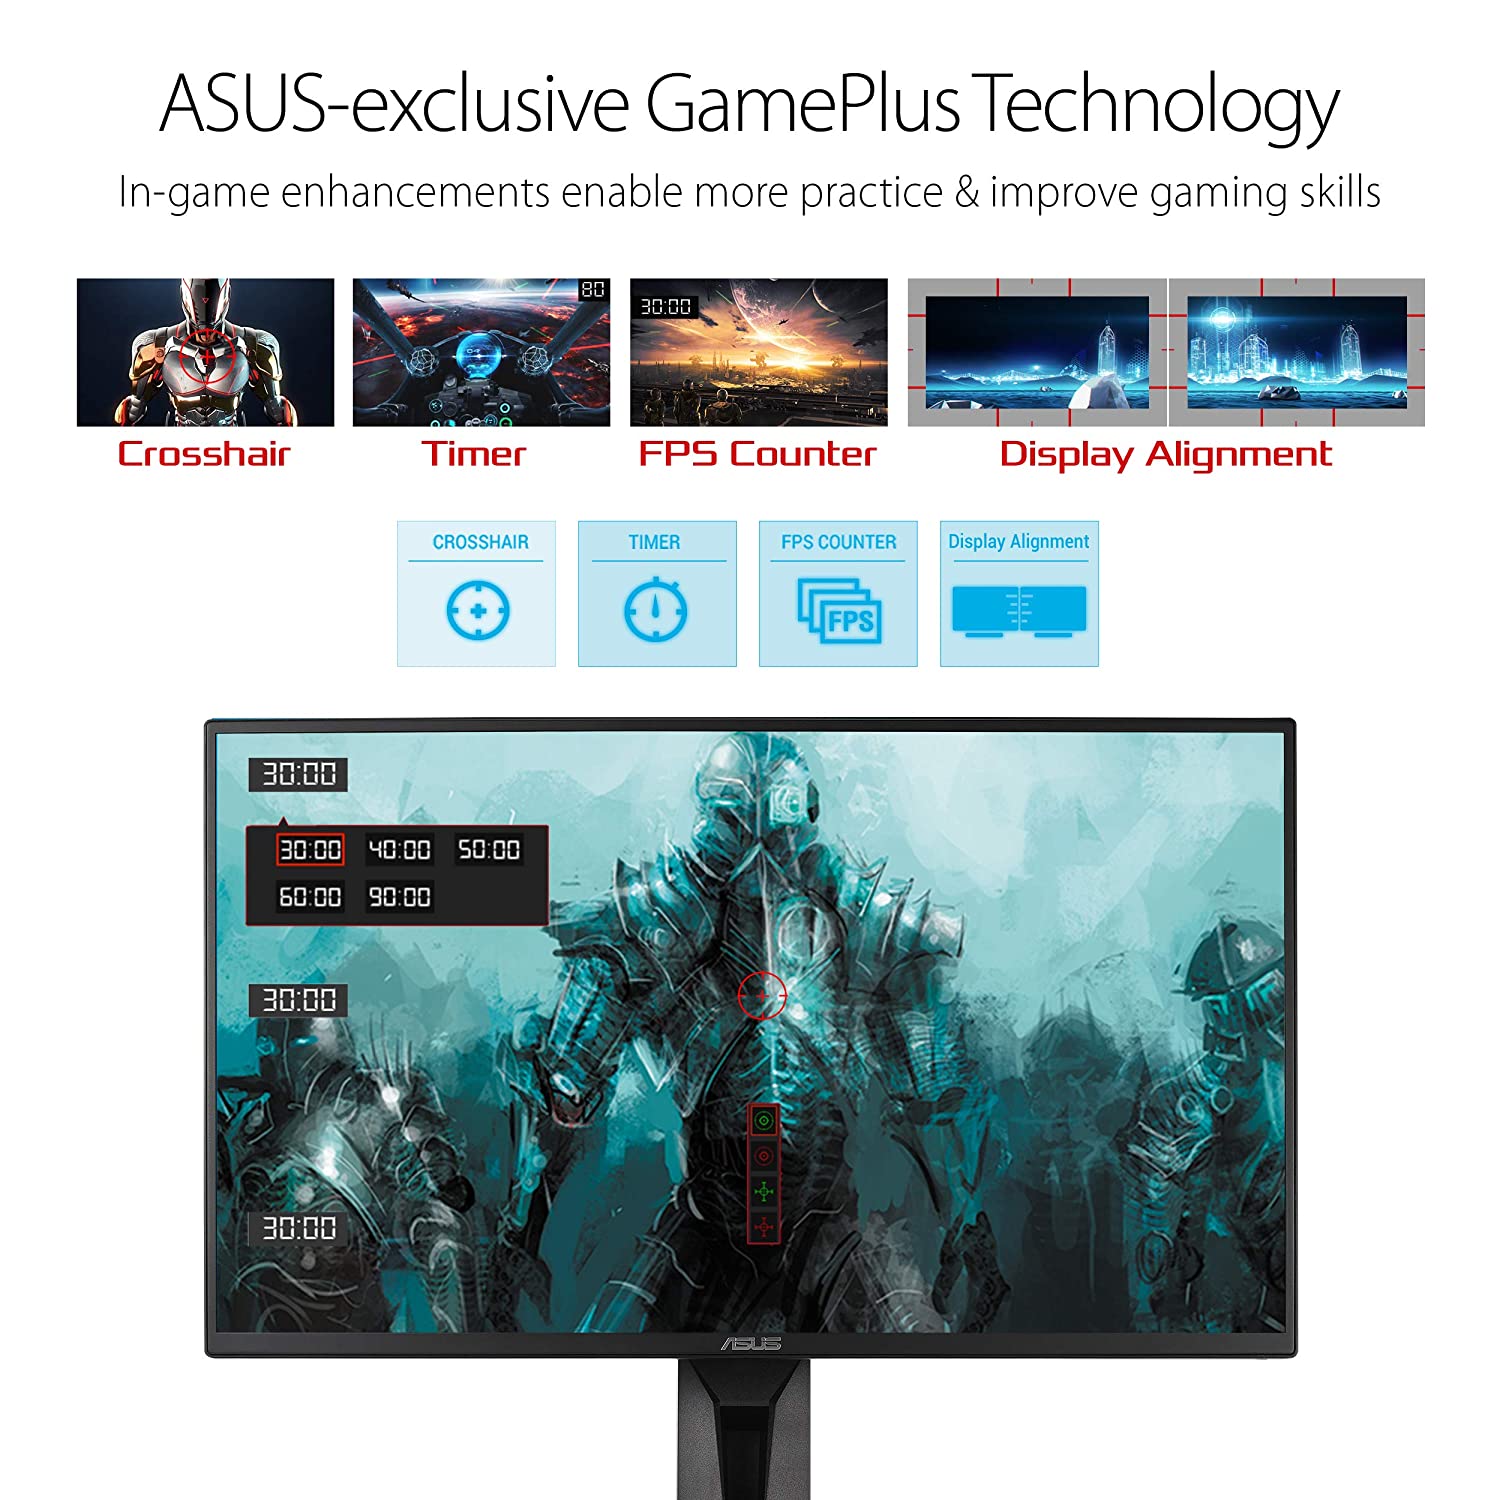 ASUS-exclusive GamePlus Technology
In-game enhancements enable more practice & improve gaming skills
80
30:00
Crosshair
Timer
FPS Counter
Display Alignment
CROSSHAIR
TIMER
FPS COUNTER
Display Alignment
FPS
30:00
30:00 40:00 50:00
60:00 90:00
30:00
30:00
ASUS